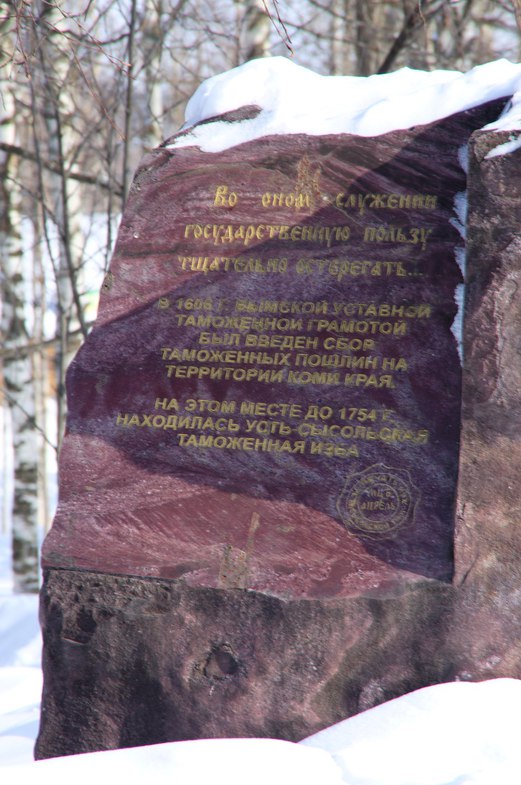 Во оном служении
государственную пользу
тщательно остерегать...
В 1606 Г. ВЫМСКОЙ УСТАВНОЙ
ТАМОЖЕННОЙ ГРАМОТОЙ
БЫЛ ВВЕДЕН СБОР
ТАМОЖЕННЫХ ПОШЛИН НА
ТЕРРИТОРИИ КОМИ КРАЯ.
НА ЭТОМ МЕСТЕ ДО 1754 Г.
НАХОДИЛАСЬ УСТЬ-СЫСОЛЬСКАЯ
ТАМОЖЕННАЯ ИЗБА
АПРЕЛЬ